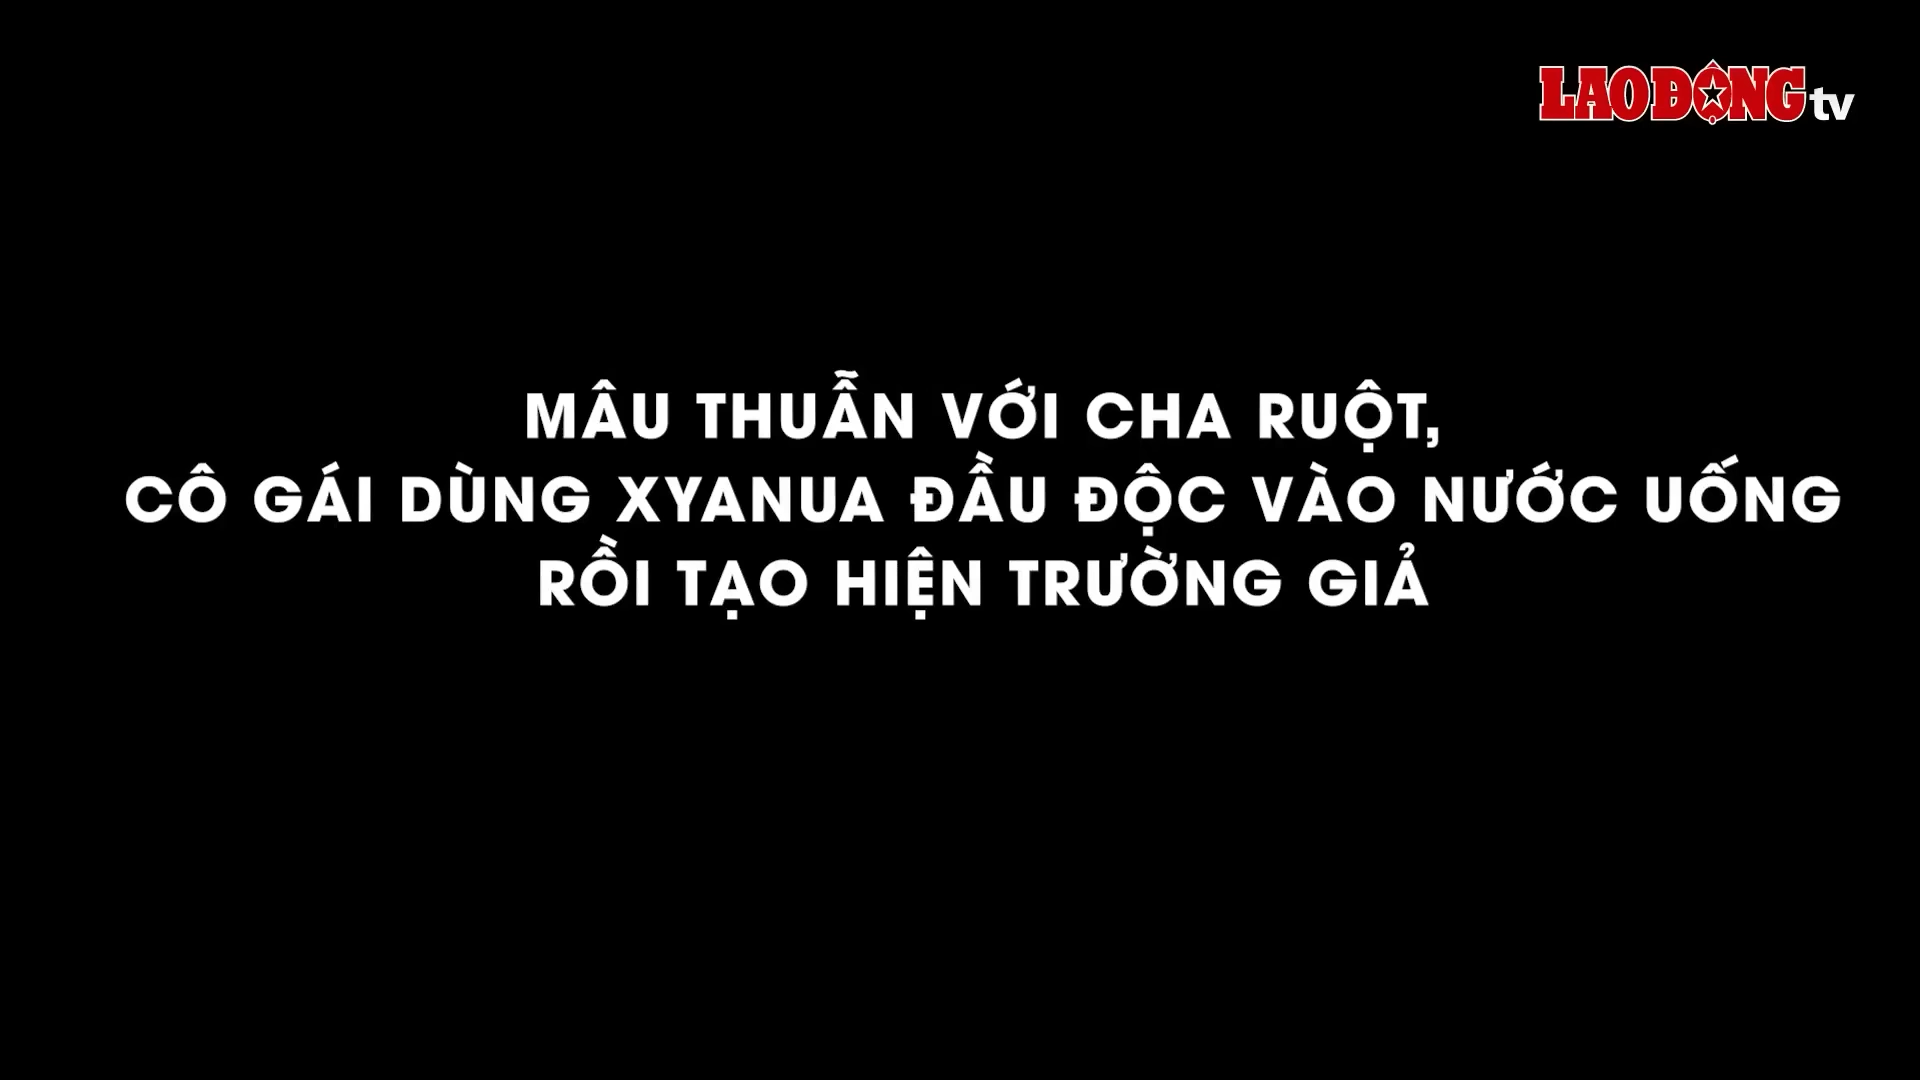 LAO ĐỘNG tv
MÂU THUẪN VỚI CHA RUỘT,
CÔ GÁI DÙNG XYANUA ĐẦU ĐỘC VÀO NƯỚC UỐNG
RỒI TẠO HIỆN TRƯỜNG GIẢ